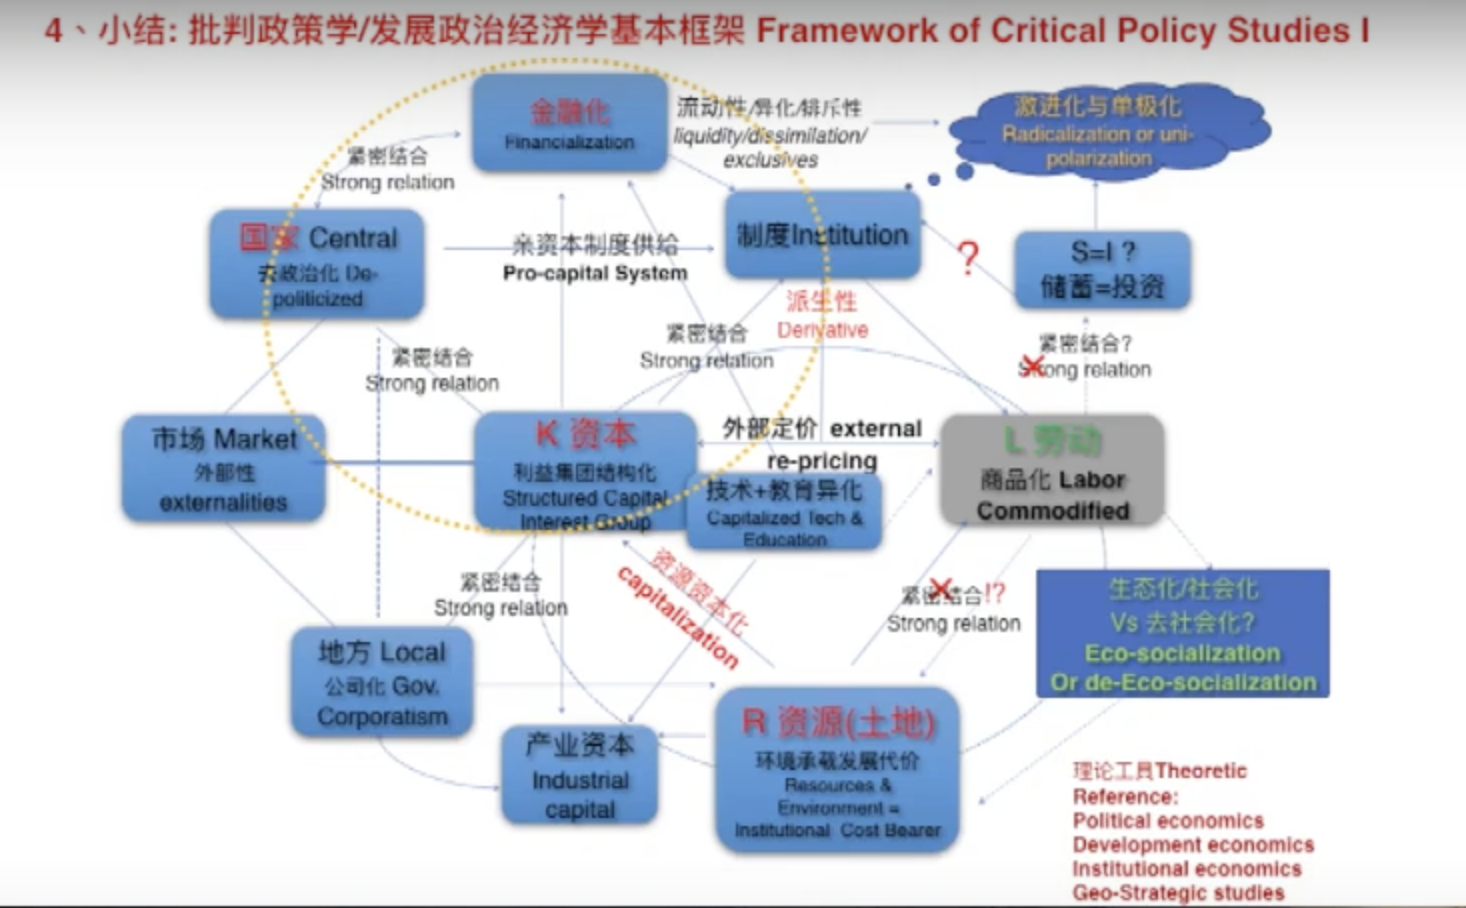 4、小结: 批判政策学/发展政治经济学基本框架 Framework of Critical Policy Studies I
金融化
Financialization
流动性/异化/排斥性
liquidity/dissimilation/
exclusives
激进化与单极化
Radicalization or uni-
polarization
紧密结合
Strong relation
国家 Central
去政治化 De-
politicized
亲资本制度供给
Pro-capital System
制度Institution
?
S=I ?
储蓄=投资
派生性
Derivative
紧密结合
Strong relation
紧密结合
Strong relation
紧密结合?
Strong relation
市场 Market
外部性
externalities
K 资本
利益集团结构化
Structured Capital
Interest Group
外部定价 external
re-pricing
技术+教育异化
Capitalized Tech &
Education
L 劳动
商品化 Labor
Commodified
紧密结合
Strong relation
资源资本化
capitalization
紧密结合!?
Strong relation
生态化/社会化
Vs 去社会化?
Eco-socialization
Or de-Eco-socialization
地方 Local
公司化 Gov.
Corporatism
产业资本
Industrial
capital
R 资源(土地)
环境承载发展代价
Resources &
Environment =
Institutional Cost Bearer
理论工具Theoretic
Reference:
Political economics
Development economics
Institutional economics
Geo-Strategic studies